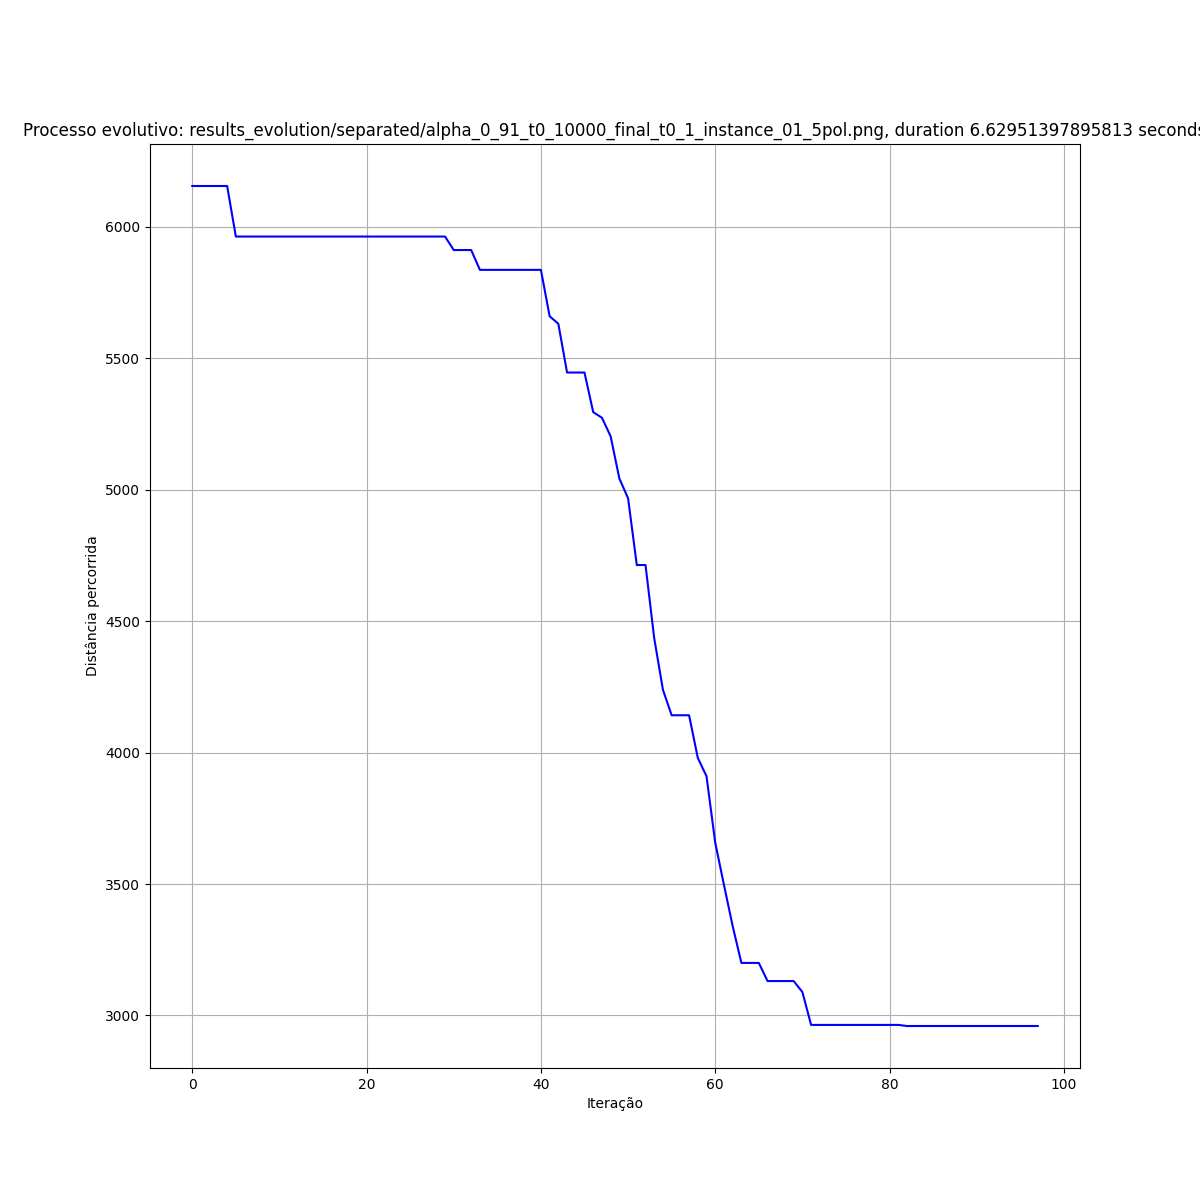 Processo evolutivo: results_evolution/separated/alpha_0_91_t0_10000_final_t0_1_instance_01_5pol.png, duration 6.62951397895813 seconds
6000
5500
5000
4500
4000
3500
3000
Distância percorrida
0 20 40 60 80 100
Iteração